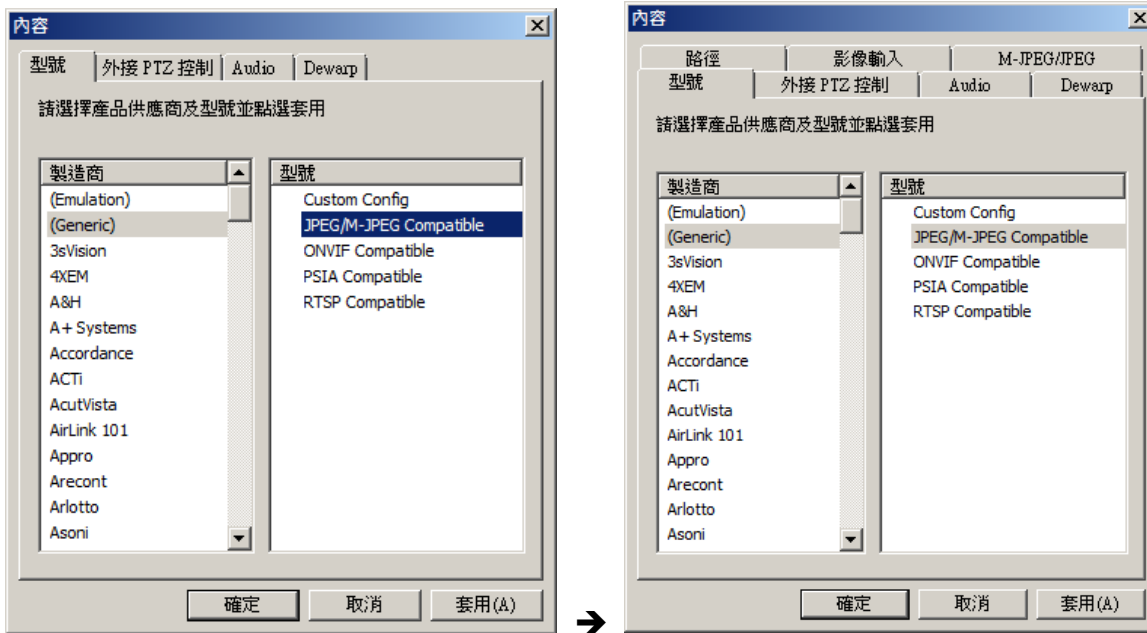 內容
型號 外接 PTZ 控制 Audio Dewarp
請選擇產品供應商及型號並點選套用
製造商
(Emulation)
(Generic)
3sVision
4XEM
A&H
A+ Systems
Accordance
ACTi
AcutVista
AirLink 101
Appro
Arecont
Arlotto
Asoni
型號
Custom Config
JPEG/M-JPEG Compatible
ONVIF Compatible
PSIA Compatible
RTSP Compatible
確定 取消 套用(A)
➔
內容
路徑 影像輸入 M-JPEG/JPEG
型號 外接 PTZ 控制 Audio Dewarp
請選擇產品供應商及型號並點選套用
製造商
(Emulation)
(Generic)
3sVision
4XEM
A&H
A+ Systems
Accordance
ACTi
AcutVista
AirLink 101
Appro
Arecont
Arlotto
Asoni
型號
Custom Config
JPEG/M-JPEG Compatible
ONVIF Compatible
PSIA Compatible
RTSP Compatible
確定 取消 套用(A)